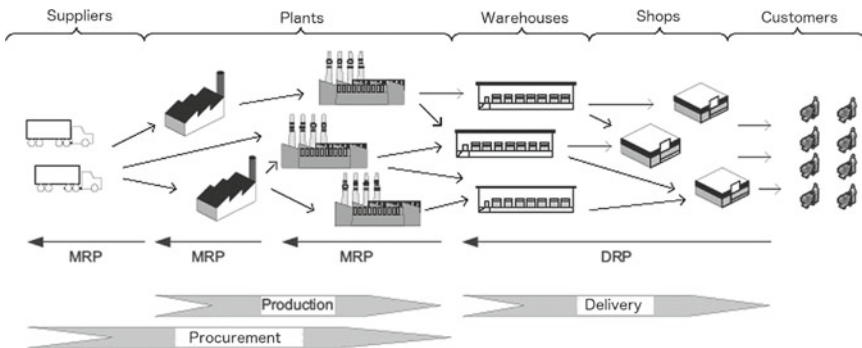 Suppliers Plants Warehouses Shops Customers
MRP MRP MRP DRP
Production Delivery
Procurement